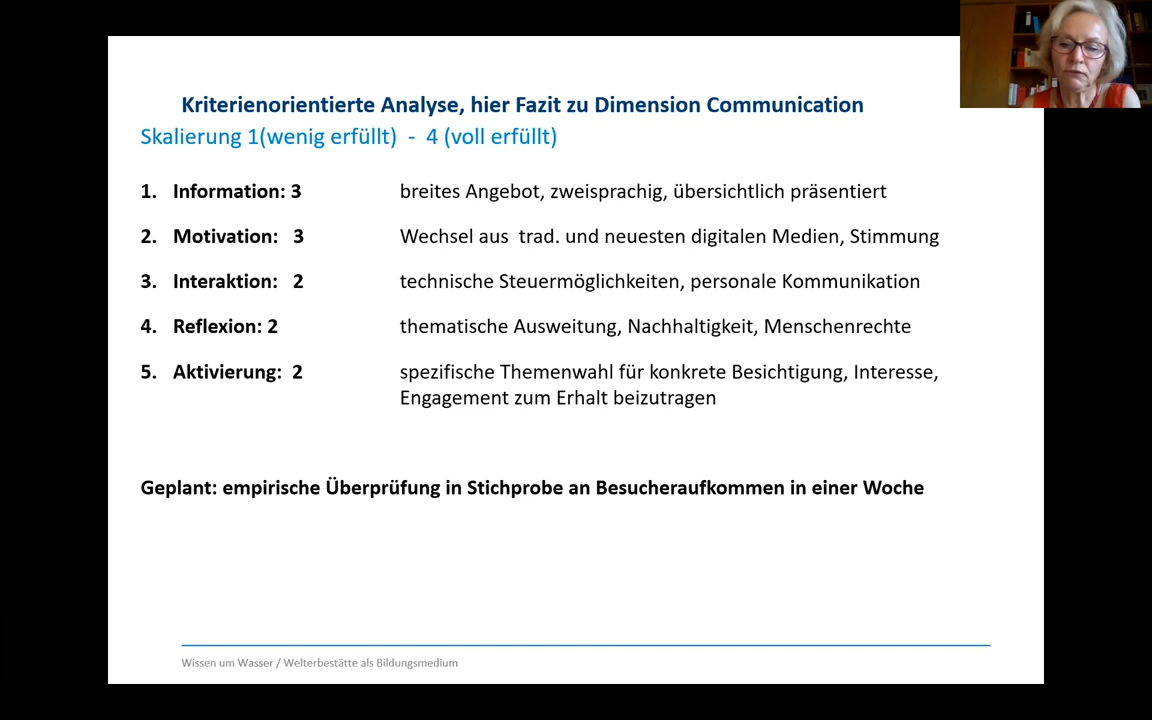 Kriterienorientierte Analyse, hier Fazit zu Dimension Communication
Skalierung 1(wenig erfüllt) - 4 (voll erfüllt)
1. Information: 3 breites Angebot, zweisprachig, übersichtlich präsentiert
2. Motivation: 3 Wechsel aus trad. und neuesten digitalen Medien, Stimmung
3. Interaktion: 2 technische Steuermöglichkeiten, personale Kommunikation
4. Reflexion: 2 thematische Ausweitung, Nachhaltigkeit, Menschenrechte
5. Aktivierung: 2 spezifische Themenwahl für konkrete Besichtigung, Interesse,
Engagement zum Erhalt beizutragen
Geplant: empirische Überprüfung in Stichprobe an Besucheraufkommen in einer Woche
Wissen um Wasser / Welterbestätte als Bildungsmedium